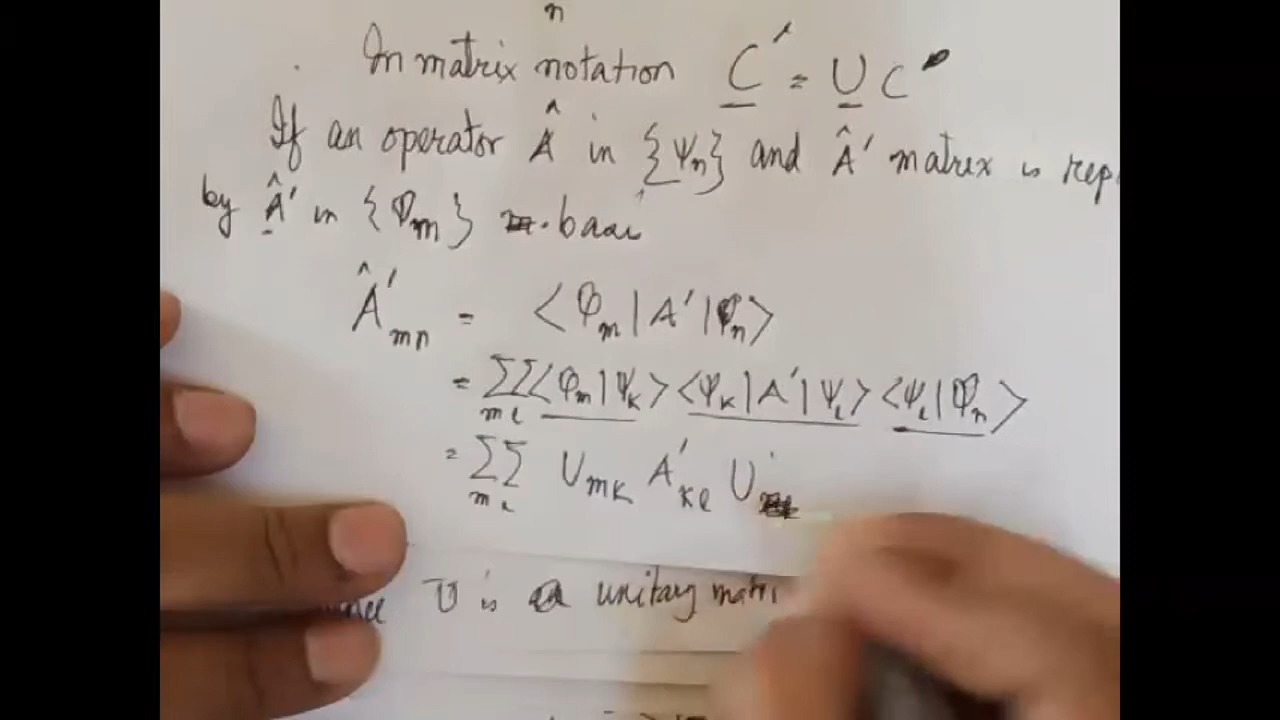 n
In matrix notation C' = U C
If an operator Â in {ψn} and Â' matrix is rep
by Â' in {Φm}
Â'mn = <Φm|A'|Φn>
= ΣΣ <Φm|ψk> <ψk|A'|ψl> <ψl|Φn>
m l
= ΣΣ Umk A'kl U
m l
U is unitary matri